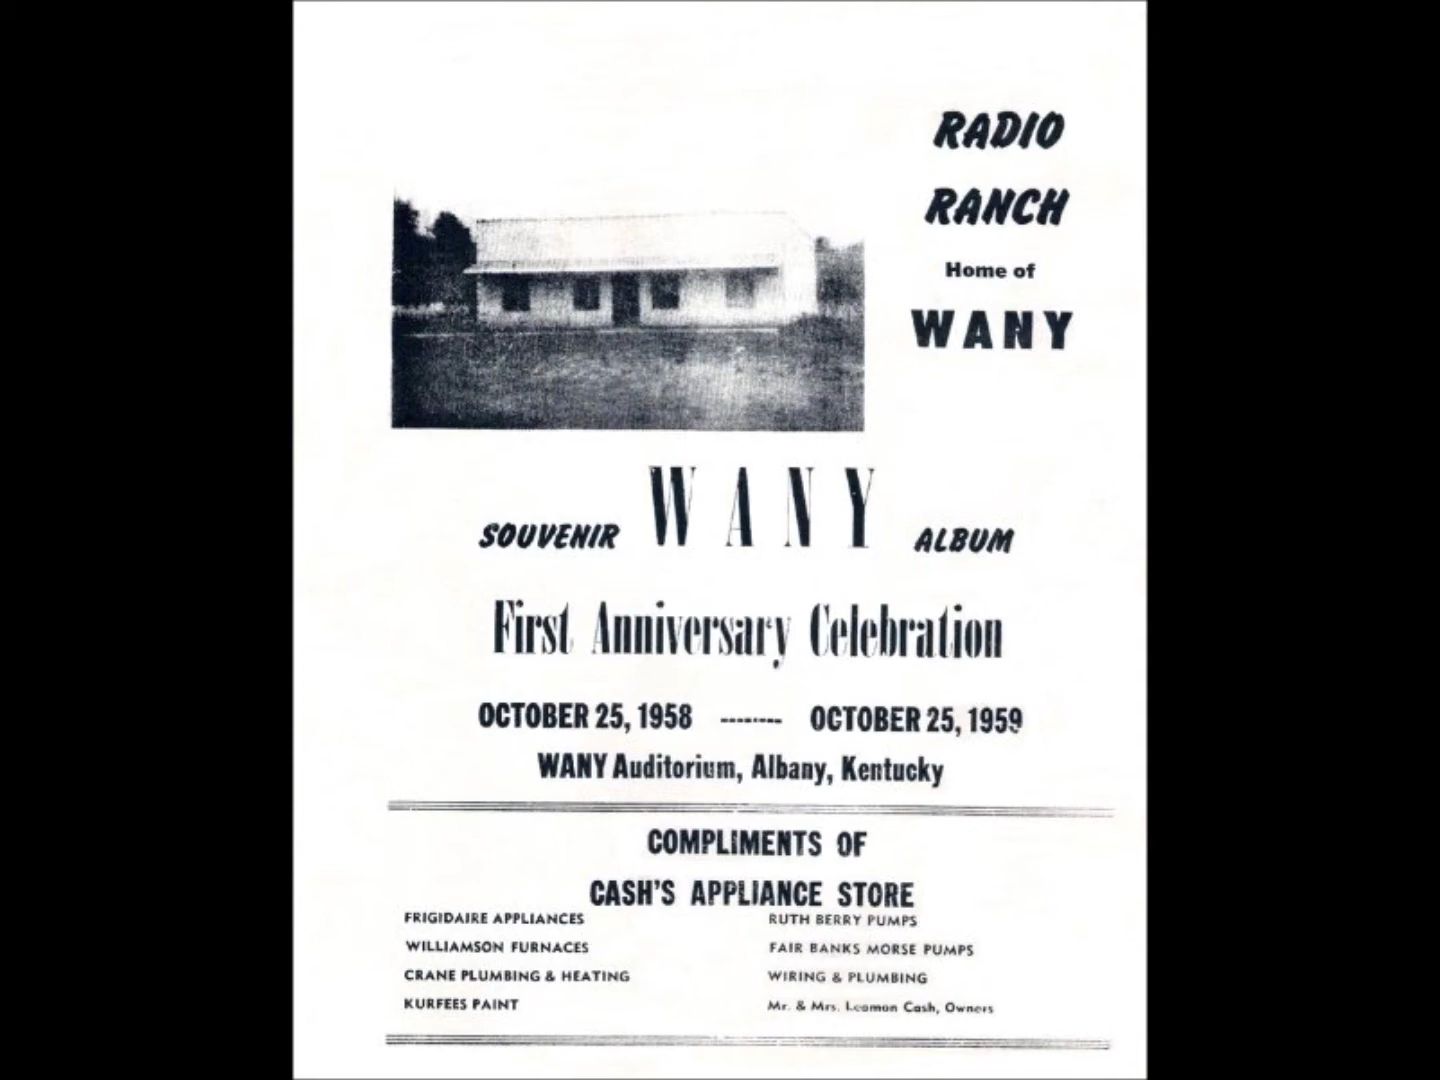 RADIO
RANCH
Home of
WANY
SOUVENIR WANY ALBUM
First Anniversary Celebration
OCTOBER 25, 1958 -------- OCTOBER 25, 1959
WANY Auditorium, Albany, Kentucky
COMPLIMENTS OF
CASH'S APPLIANCE STORE
FRIGIDAIRE APPLIANCES
WILLIAMSON FURNACES
CRANE PLUMBING & HEATING
KURFEES PAINT
RUTH BERRY PUMPS
FAIR BANKS MORSE PUMPS
WIRING & PLUMBING
Mr. & Mrs. Leamon Cash, Owners